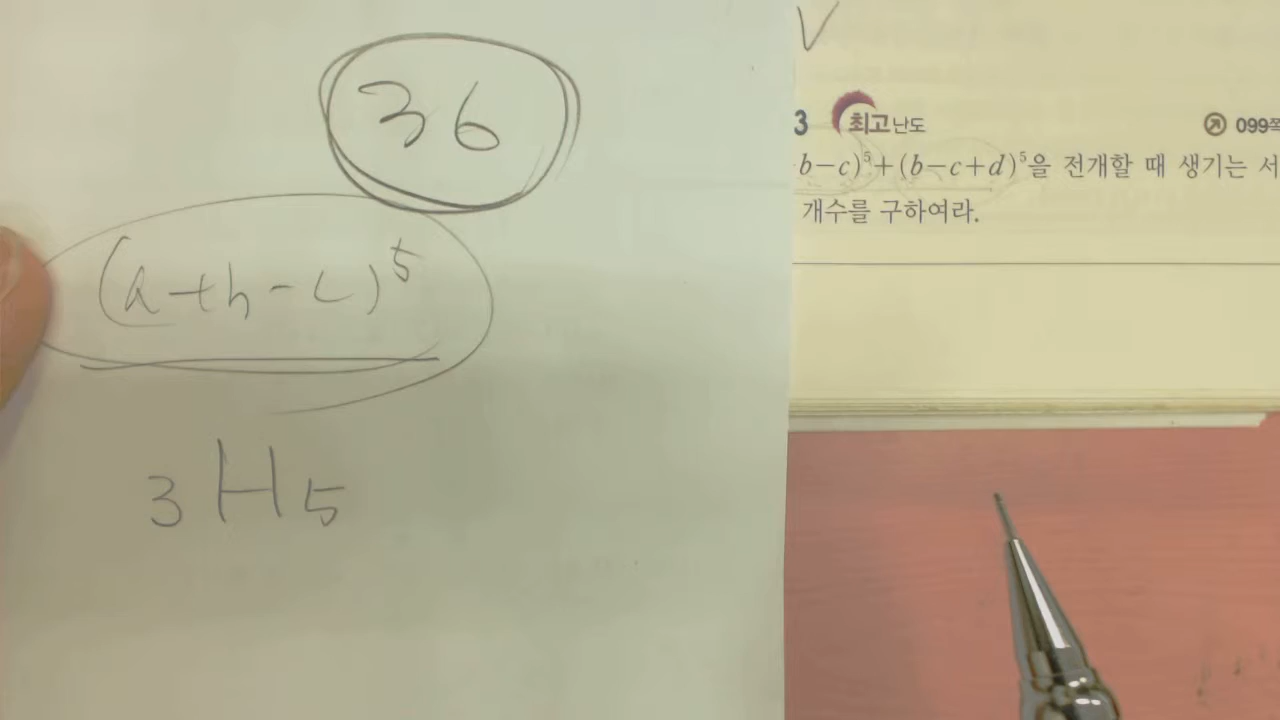 36
(a+b-c)^5
3H5
V
3 최고난도 099쪽
b-c)^5+(b-c+d)^5을 전개할 때 생기는 서
개수를 구하여라.